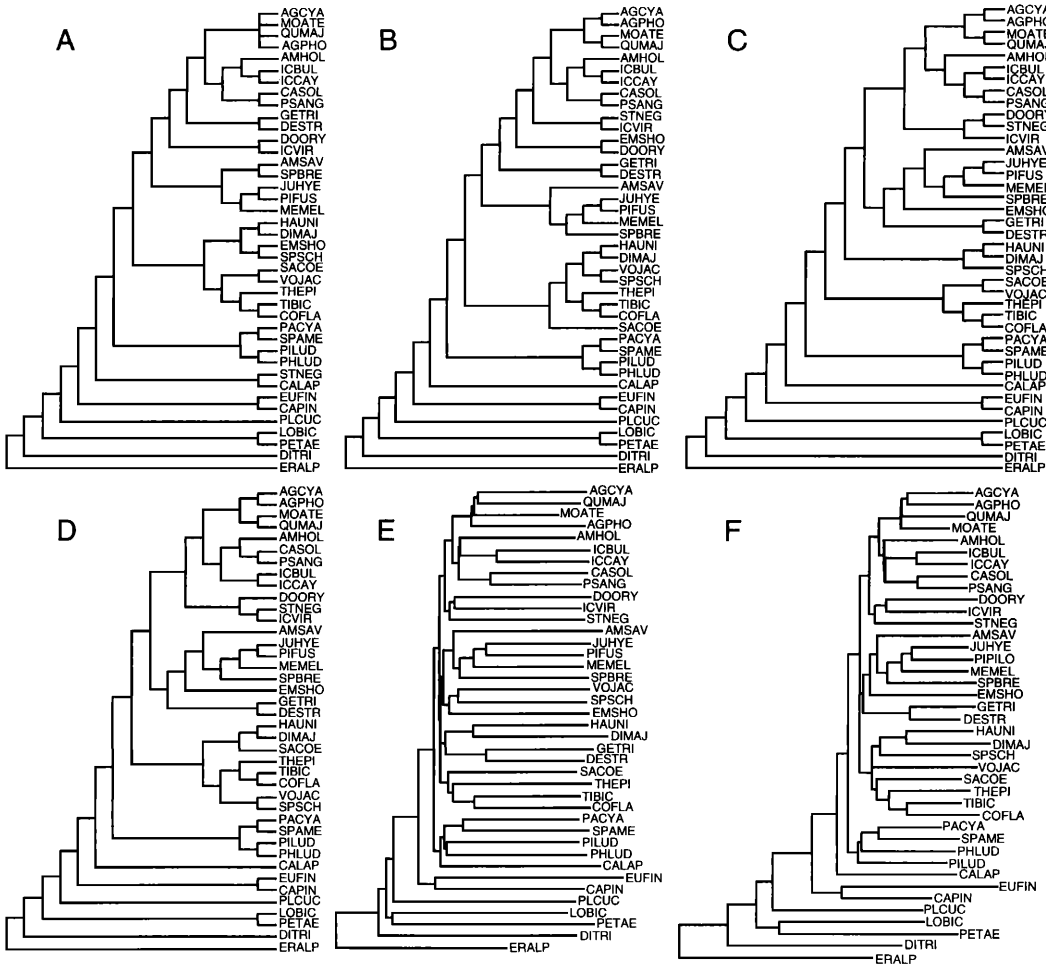 A
AGCYA
MOATE
QUMAJ
AGPHO
AMHOL
ICBUL
ICCAY
CASOL
PSANG
GETRI
DESTR
DOORY
ICVIR
AMSAV
SPBRE
JUHYE
PIFUS
MEMEL
HAUNI
DIMAJ
EMSHO
SPSCH
SACOE
VOJAC
THEPI
TIBIC
COFLA
PACYA
SPAME
PILUD
PHLUD
STNEG
CALAP
EUFIN
CAPIN
PLCUC
LOBIC
PETAE
DITRI
ERALP
B
AGCYA
AGPHO
MOATE
QUMAJ
AMHOL
ICBUL
ICCAY
CASOL
PSANG
STNEG
ICVIR
EMSHO
DOORY
GETRI
DESTR
AMSAV
JUHYE
PIFUS
MEMEL
SPBRE
HAUNI
DIMAJ
VOJAC
SPSCH
THEPI
TIBIC
COFLA
SACOE
PACYA
SPAME
PILUD
PHLUD
CALAP
EUFIN
CAPIN
PLCUC
LOBIC
PETAE
DITRI
ERALP
C
AGCYA
AGPHO
MOATE
QUMAJ
AMHOL
ICBUL
ICCAY
CASOL
PSANG
DOORY
STNEG
ICVIR
AMSAV
JUHYE
PIFUS
MEMEL
SPBRE
EMSHO
GETRI
DESTR
HAUNI
DIMAJ
SPSCH
SACOE
VOJAC
THEPI
TIBIC
COFLA
PACYA
SPAME
PILUD
PHLUD
CALAP
EUFIN
CAPIN
PLCUC
LOBIC
PETAE
DITRI
ERALP
D
AGCYA
AGPHO
MOATE
QUMAJ
AMHOL
CASOL
PSANG
ICBUL
ICCAY
DOORY
STNEG
ICVIR
AMSAV
JUHYE
PIFUS
MEMEL
SPBRE
EMSHO
GETRI
DESTR
HAUNI
DIMAJ
SACOE
THEPI
TIBIC
COFLA
VOJAC
SPSCH
PACYA
SPAME
PILUD
PHLUD
CALAP
EUFIN
CAPIN
PLCUC
LOBIC
PETAE
DITRI
ERALP
E
AGCYA
QUMAJ
MOATE
AGPHO
AMHOL
ICBUL
ICCAY
CASOL
PSANG
DOORY
ICVIR
STNEG
AMSAV
JUHYE
PIFUS
MEMEL
SPBRE
VOJAC
SPSCH
EMSHO
HAUNI
DIMAJ
GETRI
DESTR
SACOE
THEPI
TIBIC
COFLA
PACYA
SPAME
PILUD
PHLUD
CALAP
EUFIN
CAPIN
PLCUC
LOBIC
PETAE
DITRI
ERALP
F
AGCYA
AGPHO
QUMAJ
MOATE
AMHOL
ICBUL
ICCAY
CASOL
PSANG
DOORY
ICVIR
STNEG
AMSAV
JUHYE
PIPILO
MEMEL
SPBRE
EMSHO
GETRI
DESTR
HAUNI
DIMAJ
SPSCH
VOJAC
SACOE
THEPI
TIBIC
COFLA
PACYA
SPAME
PHLUD
PILUD
CALAP
EUFIN
CAPIN
PLCUC
LOBIC
PETAE
DITRI
ERALP